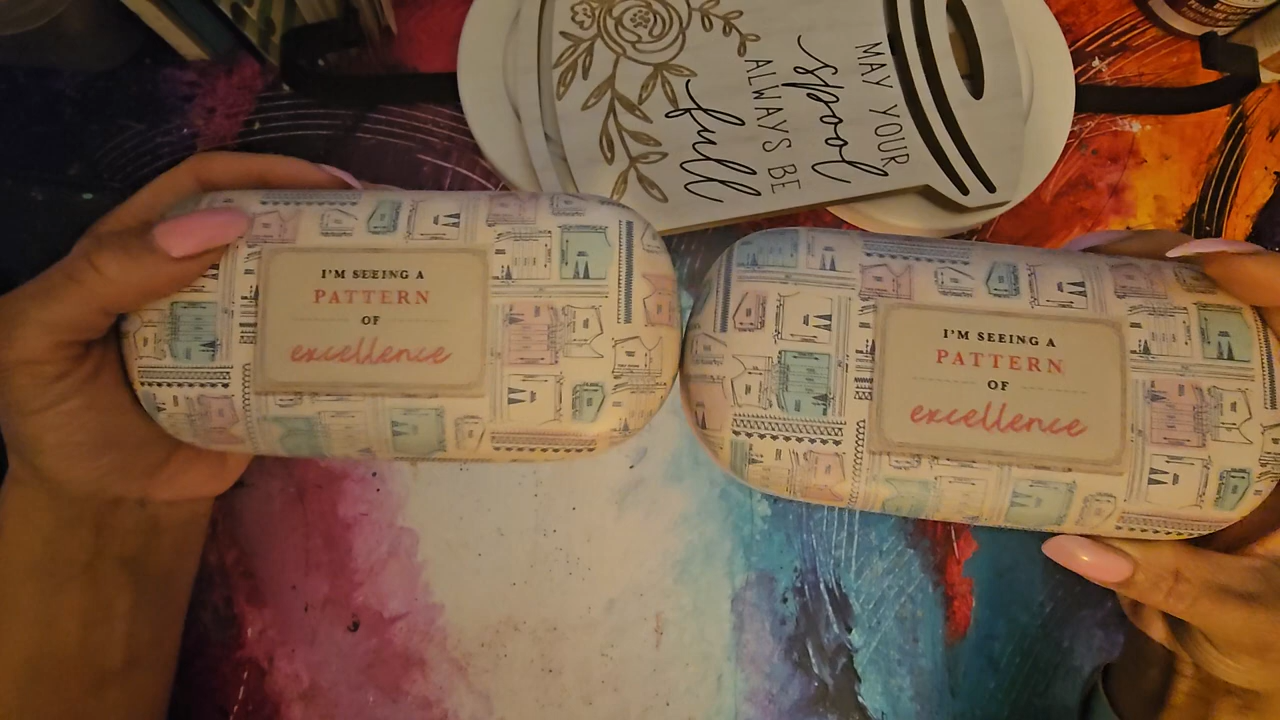 MAY YOUR
spool
ALWAYS BE
full
I'M SEEING A
PATTERN
OF
excellence
I'M SEEING A
PATTERN
OF
excellence